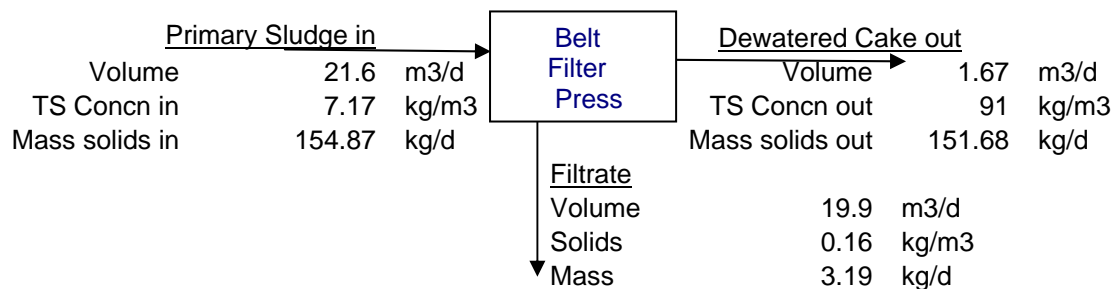 Primary Sludge in
Volume 21.6 m3/d
TS Concn in 7.17 kg/m3
Mass solids in 154.87 kg/d
Belt
Filter
Press
Dewatered Cake out
Volume 1.67 m3/d
TS Concn out 91 kg/m3
Mass solids out 151.68 kg/d
Filtrate
Volume 19.9 m3/d
Solids 0.16 kg/m3
Mass 3.19 kg/d